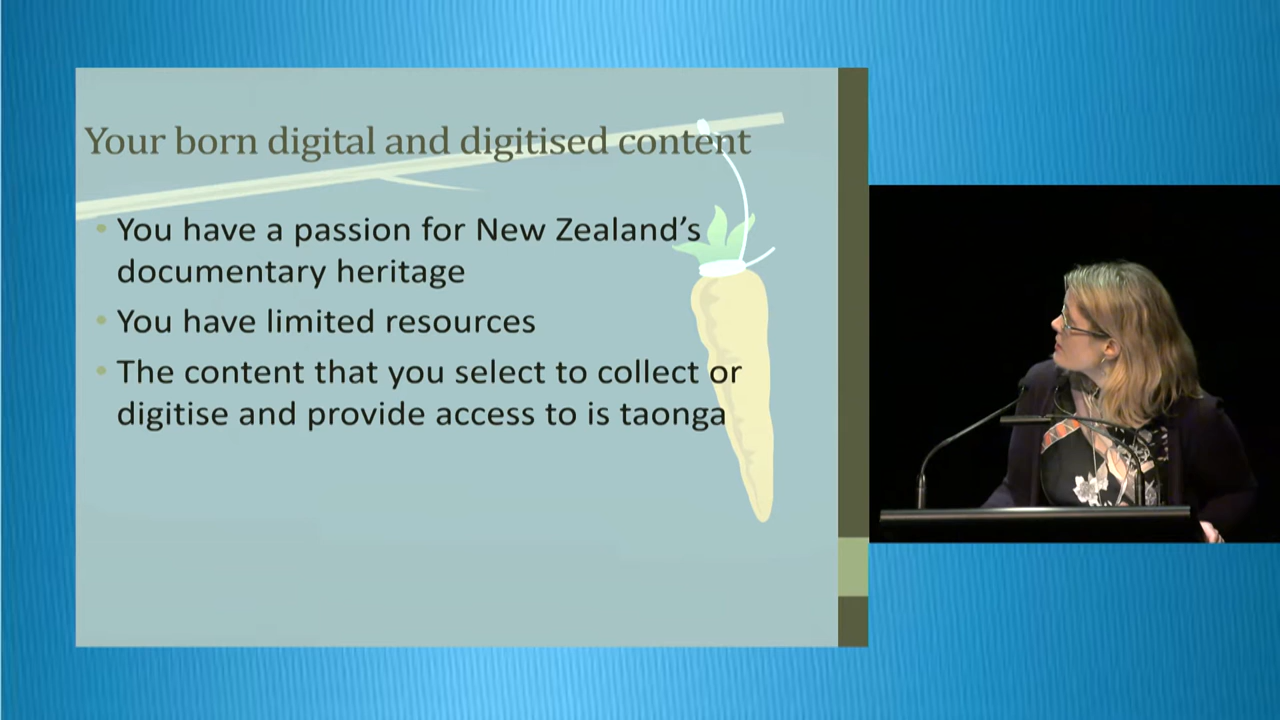 Your born digital and digitised content
• You have a passion for New Zealand’s
documentary heritage
• You have limited resources
• The content that you select to collect or
digitise and provide access to is taonga